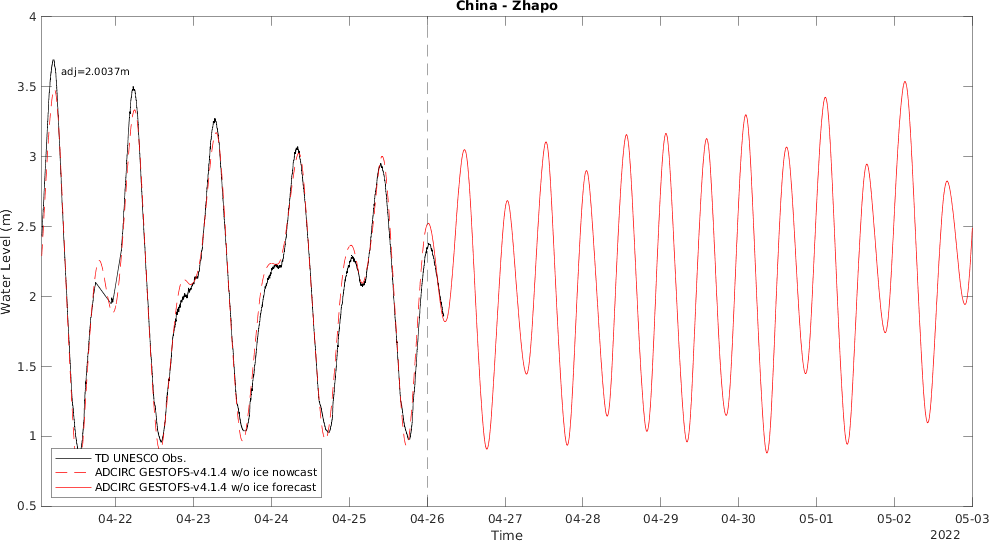 China - Zhapo
4
3.5
3
2.5
2
1.5
1
0.5
Water Level (m)
adj=2.0037m
TD UNESCO Obs.
ADCIRC GESTOFS-v4.1.4 w/o ice nowcast
ADCIRC GESTOFS-v4.1.4 w/o ice forecast
04-22 04-23 04-24 04-25 04-26 04-27 04-28 04-29 04-30 05-01 05-02 05-03
Time
2022